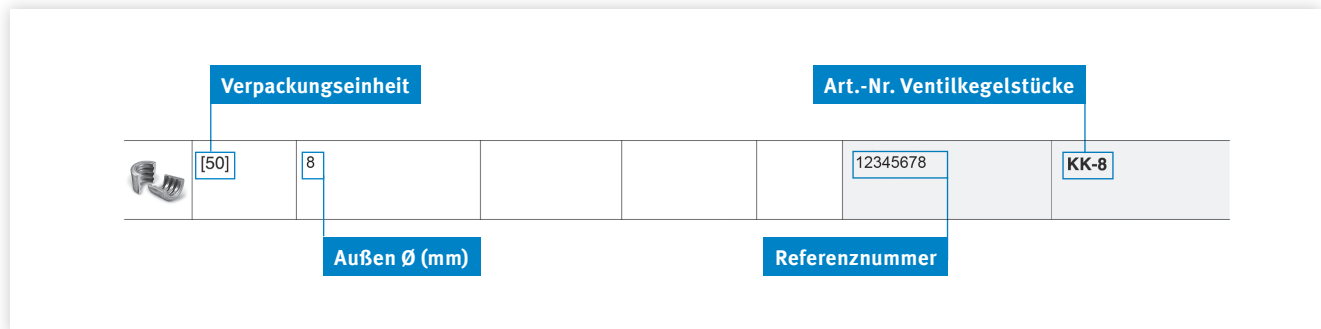 Verpackungseinheit
Art.-Nr. Ventilkegelstücke
[50]
8
12345678
KK-8
Außen Ø (mm)
Referenznummer